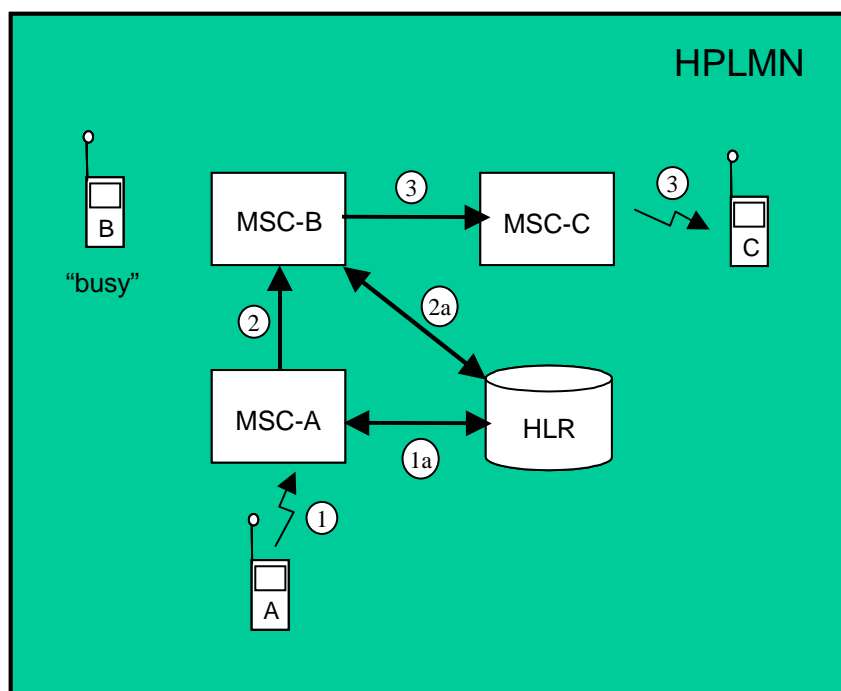 HPLMN
3
3
MSC-B
MSC-C
B
C
“busy”
2
2a
MSC-A
HLR
1a
1
A